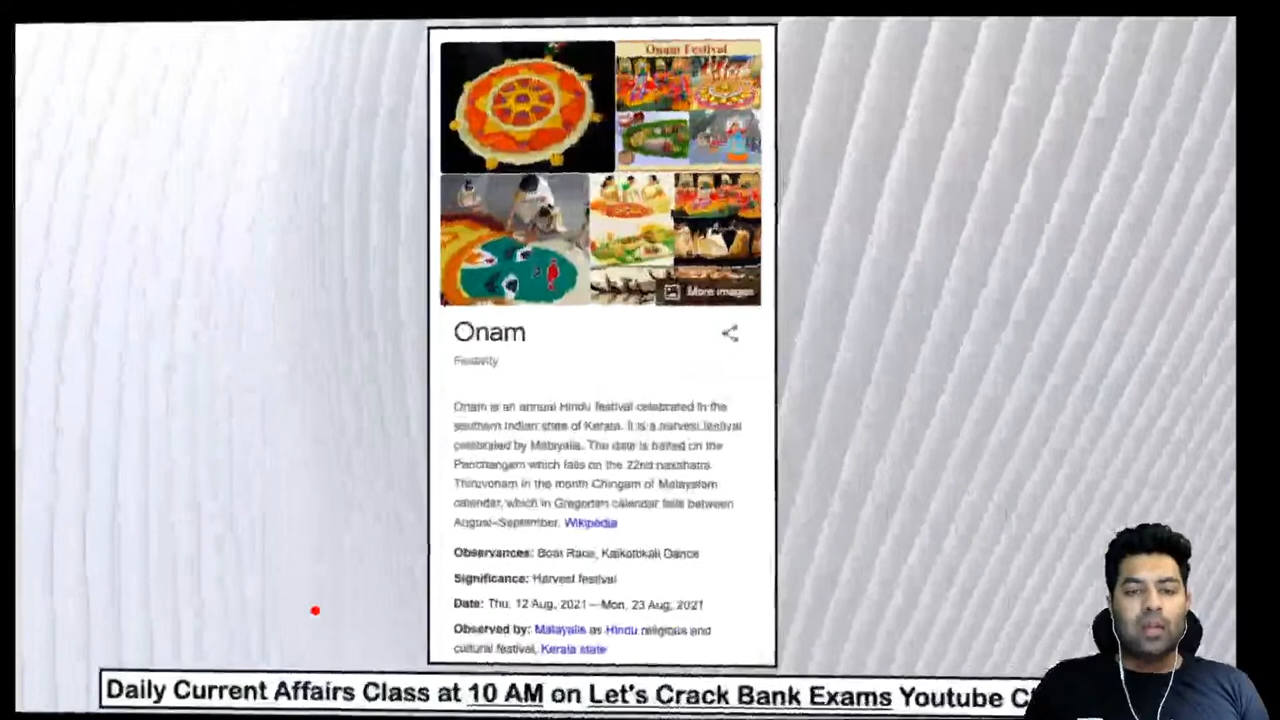 Onam Festival
More images
Onam
Festivity
Onam is an annual Hindu festival celebrated in the
southern Indian state of Kerala. It is a harvest festival
celebrated by Malayalis. The date is based on the
Panchangam which falls on the 22nd nakshatra
Thiruvonam in the month Chingam of Malayalam
calendar, which in Gregorian calendar falls between
August–September. Wikipedia
Observances: Boat Race, Kaikottikali Dance
Significance: Harvest festival
Date: Thu, 12 Aug, 2021 – Mon, 23 Aug, 2021
Observed by: Malayalis as Hindu religious and
cultural festival, Kerala state
Daily Current Affairs Class at 10 AM on Let's Crack Bank Exams Youtube